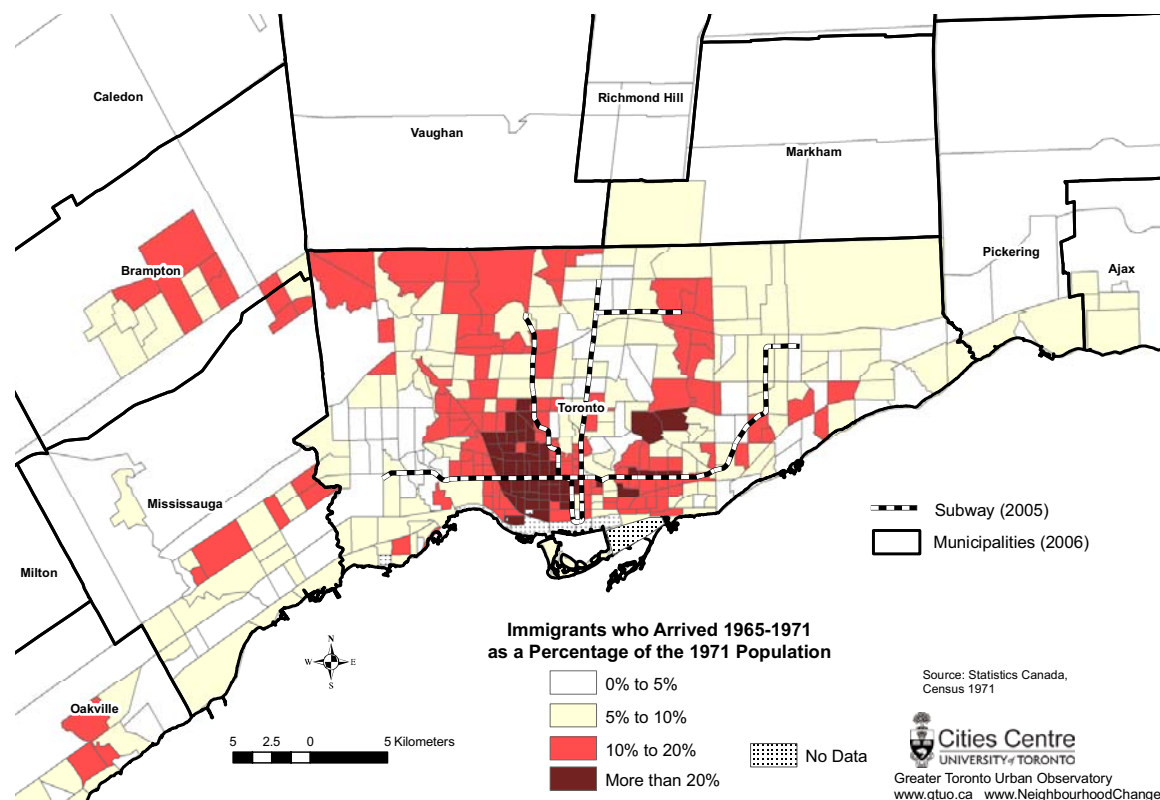 Caledon
Vaughan
Richmond Hill
Markham
Pickering
Ajax
Brampton
Toronto
Mississauga
Milton
Oakville
Subway (2005)
Municipalities (2006)
N
W E
S
5 2.5 0 5 Kilometers
Immigrants who Arrived 1965-1971
as a Percentage of the 1971 Population
0% to 5%
5% to 10%
10% to 20%
More than 20%
No Data
Source: Statistics Canada,
Census 1971
Cities Centre
UNIVERSITY of TORONTO
Greater Toronto Urban Observatory
www.gtuo.ca www.NeighbourhoodChange